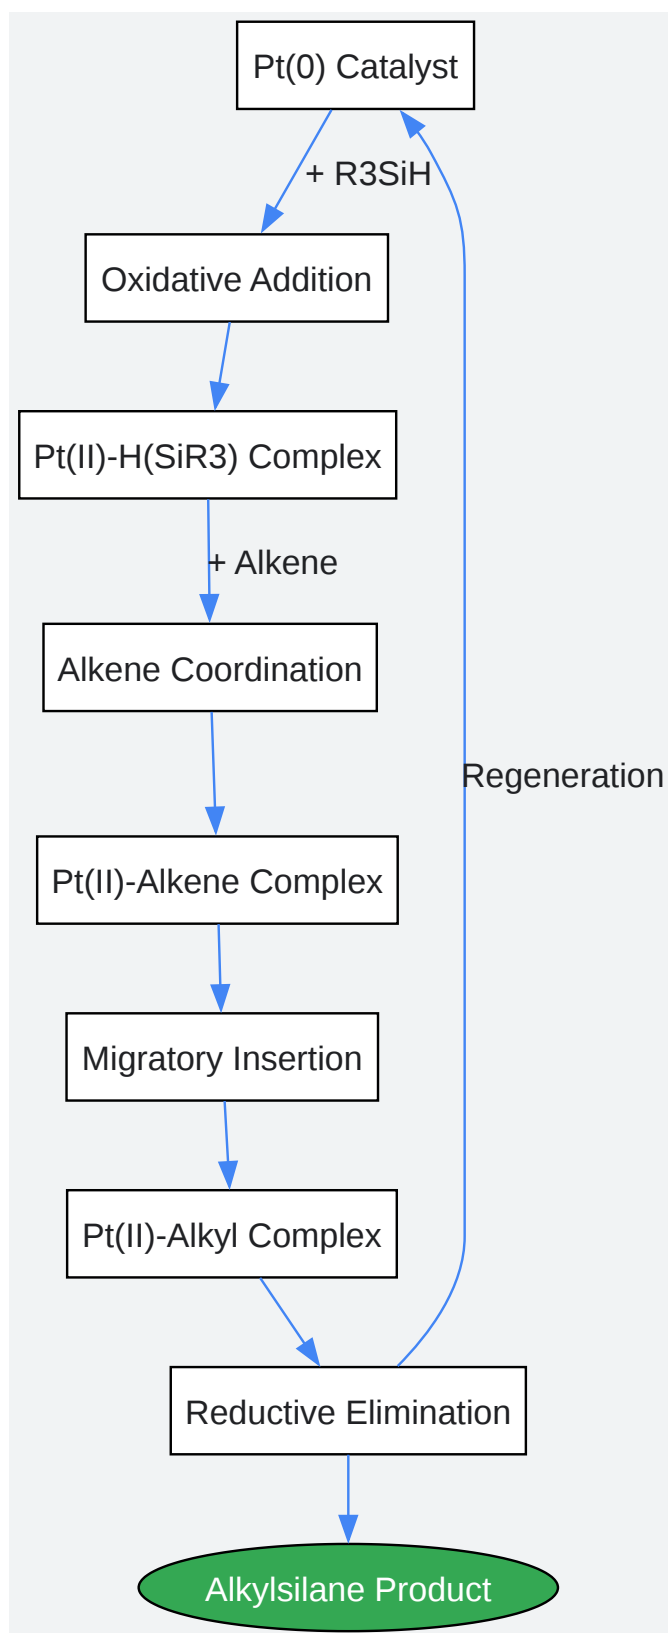 Pt(0) Catalyst
+ R3SiH
Oxidative Addition
Pt(II)-H(SiR3) Complex
+ Alkene
Alkene Coordination
Regeneration
Pt(II)-Alkene Complex
Migratory Insertion
Pt(II)-Alkyl Complex
Reductive Elimination
Alkylsilane Product